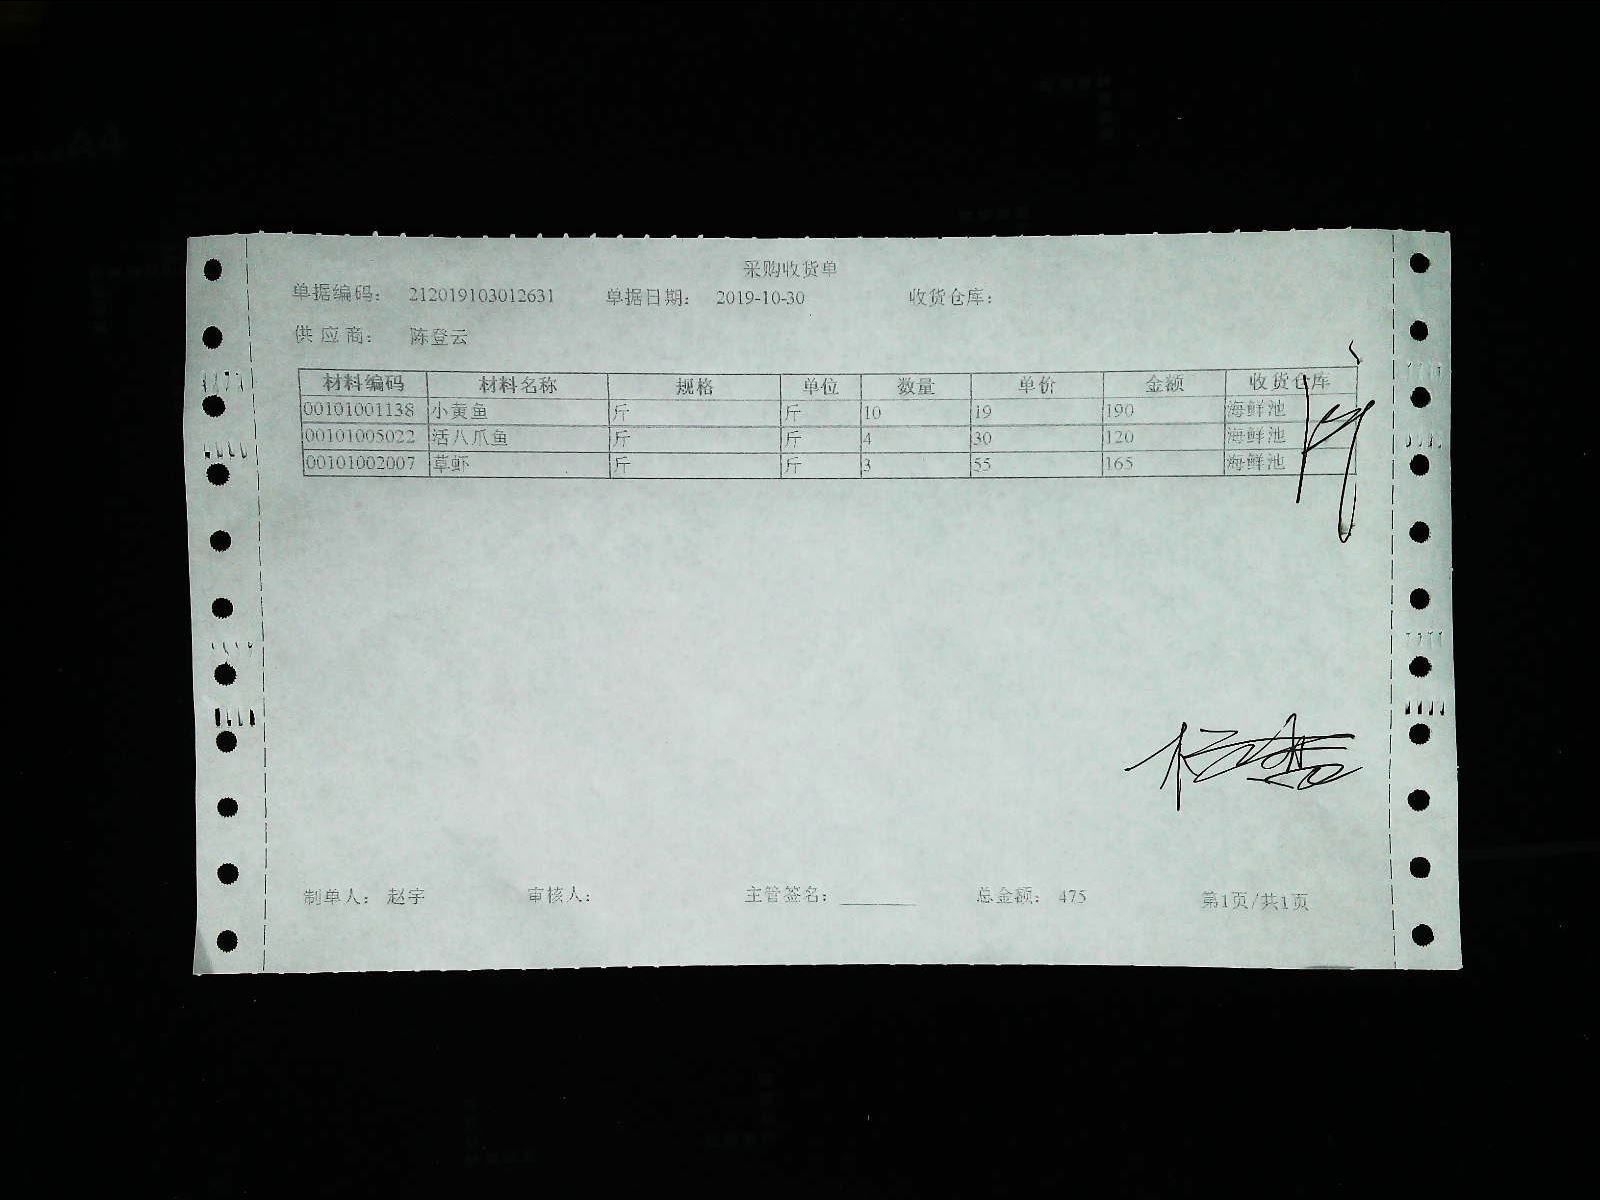 采购收货单
单据编码： 212019103012631 单据日期： 2019-10-30 收货仓库：
供应商： 陈登云
材料编码 材料名称 规格 单位 数量 单价 金额 收货仓库
00101001138 小黄鱼 斤 斤 10 19 190 海鲜池
00101005022 活八爪鱼 斤 斤 4 30 120 海鲜池
00101002007 草虾 斤 斤 3 55 165 海鲜池
制单人： 赵宇 审核人： 主管签名： 总金额： 475 第1页/共1页